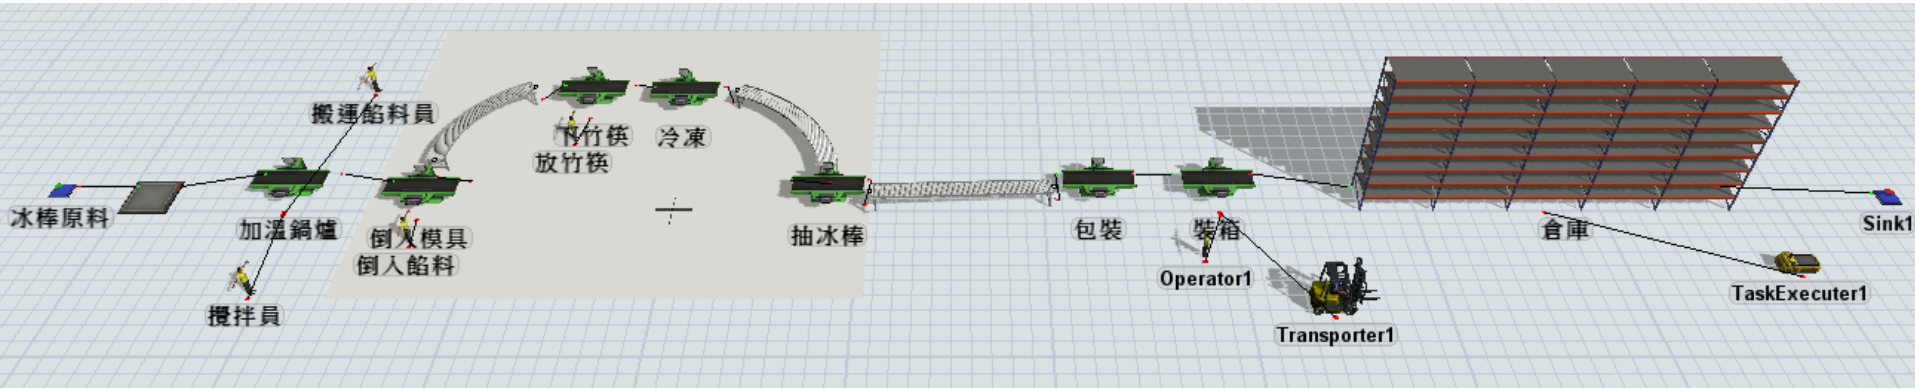 搬運餡料員
下竹筷
冷凍
放竹筷
冰棒原料
加溫鍋爐
倒入模具
倒入餡料
攪拌員
抽冰棒
包裝
裝箱
倉庫
Sink1
Operator1
TaskExecuter1
Transporter1